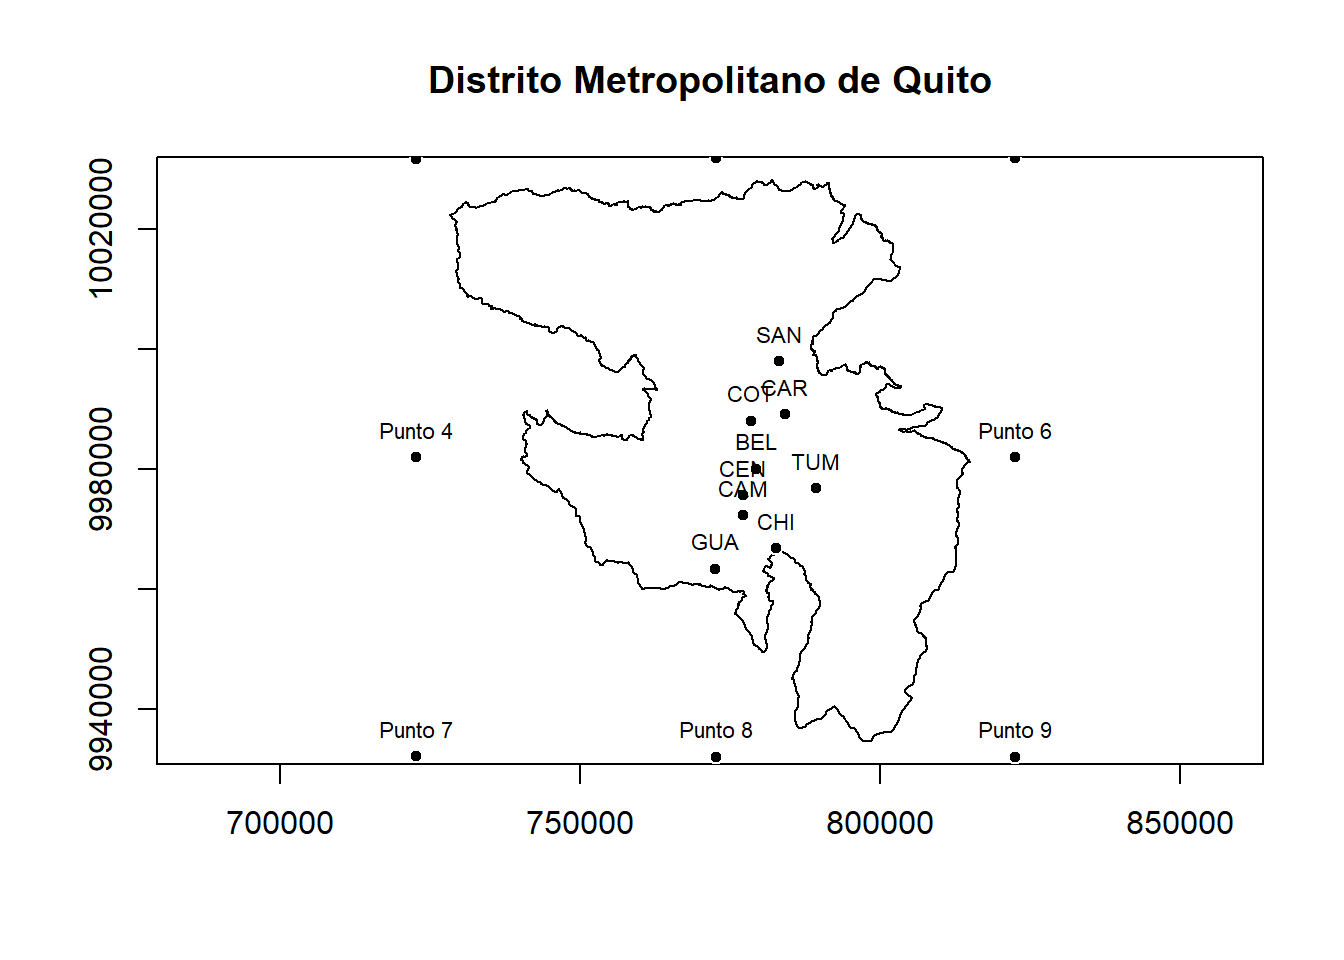 Distrito Metropolitano de Quito
10020000
9980000
9940000
SAN
CAR
COT
Punto 4
Punto 6
BEL
TUM
CEN
CAM
CHI
GUA
Punto 7
Punto 8
Punto 9
700000
750000
800000
850000